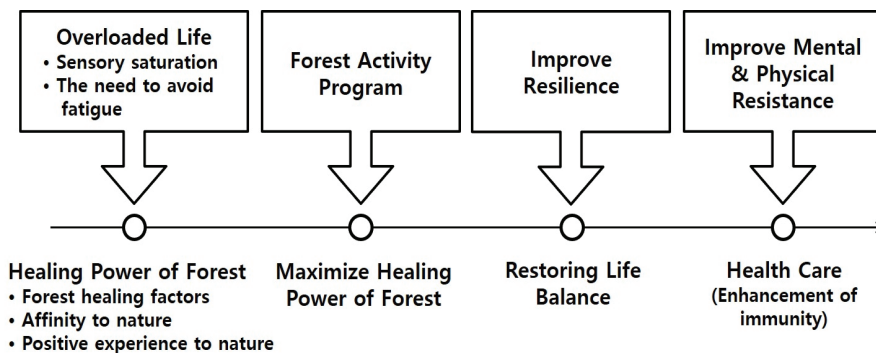 Overloaded Life
• Sensory saturation
• The need to avoid
fatigue
Forest Activity
Program
Improve
Resilience
Improve Mental
& Physical
Resistance
Healing Power of Forest
• Forest healing factors
• Affinity to nature
• Positive experience to nature
Maximize Healing
Power of Forest
Restoring Life
Balance
Health Care
(Enhancement of
immunity)